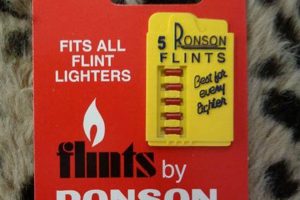 FITS ALL
FLINT
LIGHTERS
5 RONSON
FLINTS
Best for
every
lighter
flints by
RONSON